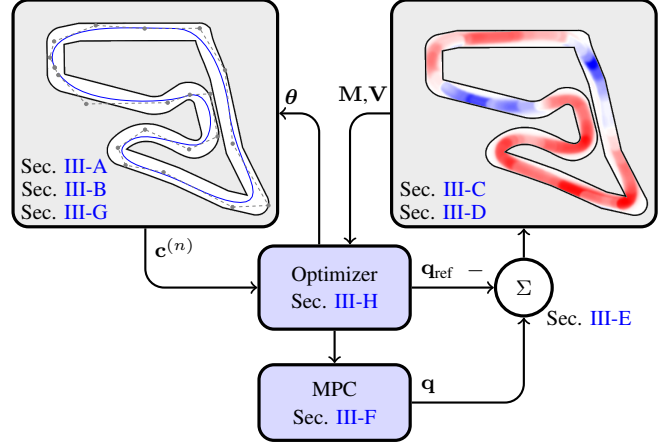 Sec. III-A
Sec. III-B
Sec. III-G
θ
M,V
Sec. III-C
Sec. III-D
c⁽ⁿ⁾
Optimizer
Sec. III-H
q_ref −
Σ
Sec. III-E
MPC
Sec. III-F
q